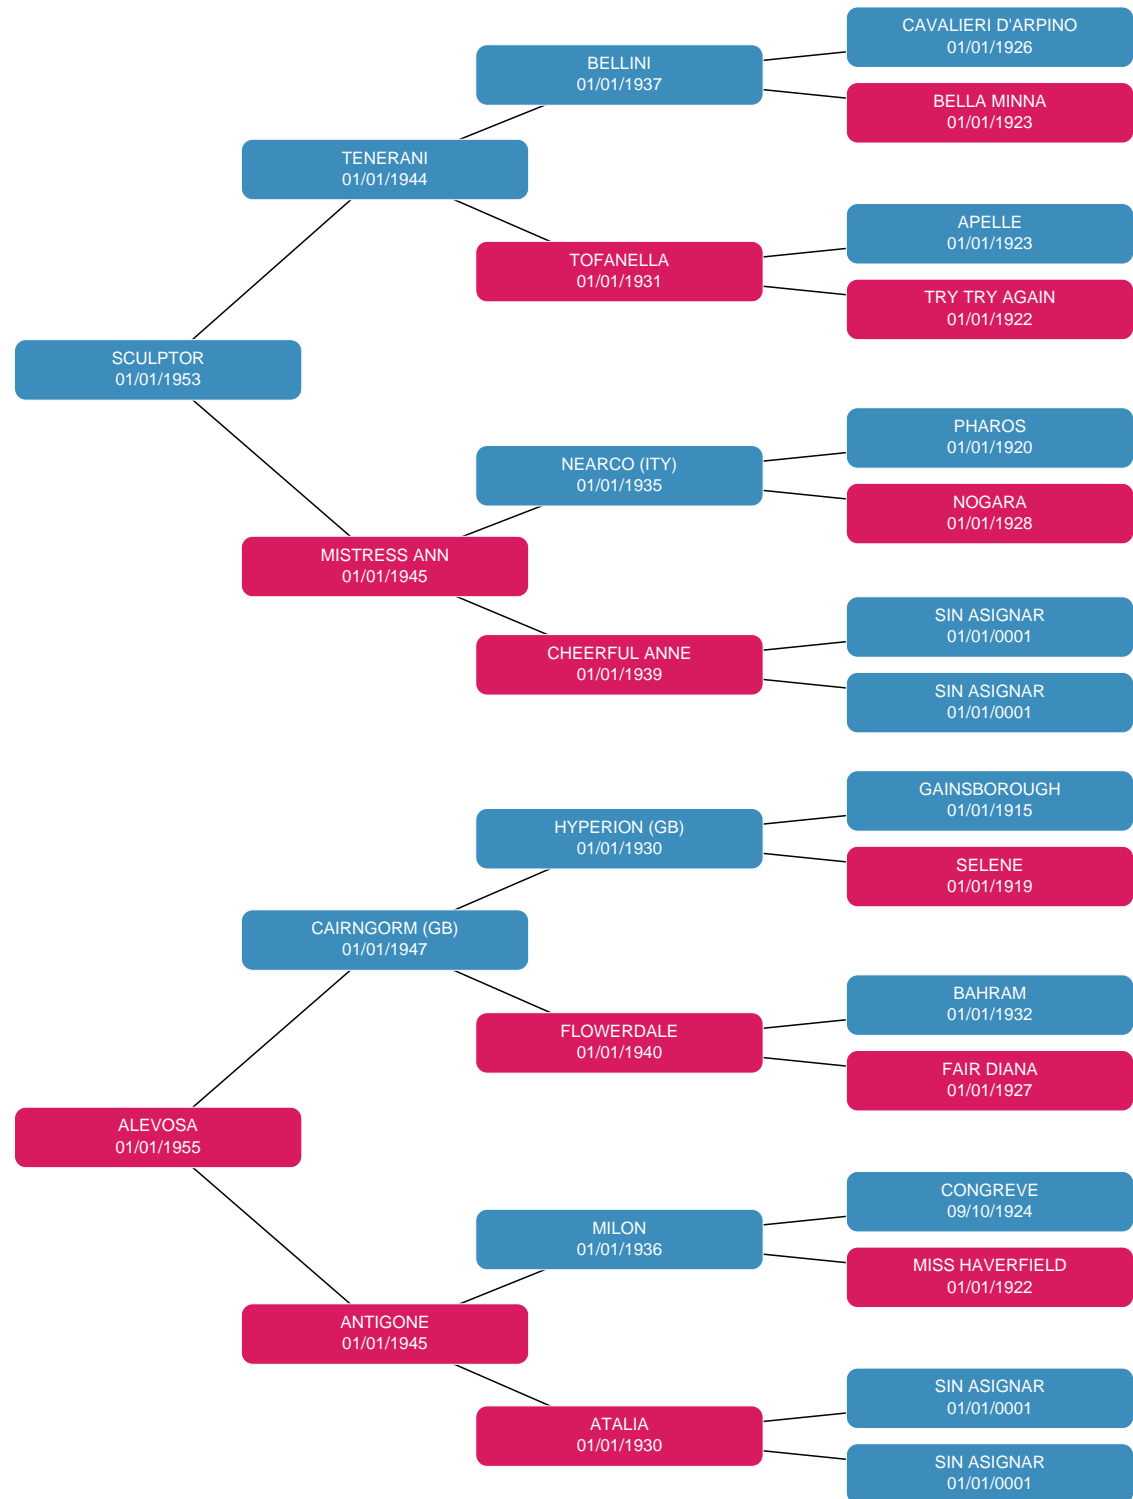 CAVALIERI D'ARPINO
01/01/1926
BELLINI
01/01/1937
BELLA MINNA
01/01/1923
TENERANI
01/01/1944
APELLE
01/01/1923
TOFANELLA
01/01/1931
TRY TRY AGAIN
01/01/1922
SCULPTOR
01/01/1953
PHAROS
01/01/1920
NEARCO (ITY)
01/01/1935
NOGARA
01/01/1928
MISTRESS ANN
01/01/1945
SIN ASIGNAR
01/01/0001
CHEERFUL ANNE
01/01/1939
SIN ASIGNAR
01/01/0001
GAINSBOROUGH
01/01/1915
HYPERION (GB)
01/01/1930
SELENE
01/01/1919
CAIRNGORM (GB)
01/01/1947
BAHRAM
01/01/1932
FLOWERDALE
01/01/1940
FAIR DIANA
01/01/1927
ALEVOSA
01/01/1955
CONGREVE
09/10/1924
MILON
01/01/1936
MISS HAVERFIELD
01/01/1922
ANTIGONE
01/01/1945
SIN ASIGNAR
01/01/0001
ATALIA
01/01/1930
SIN ASIGNAR
01/01/0001